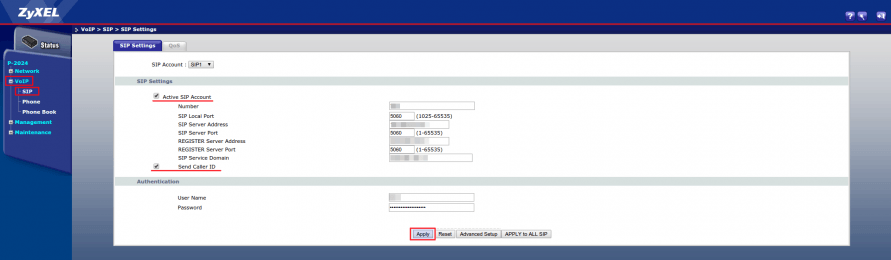 ZyXEL
VoIP > SIP > SIP Settings
Status
SIP Settings QoS
P-2024
Network
VoIP
SIP
Phone
Phone Book
Management
Maintenance
SIP Account : SIP1
SIP Settings
Active SIP Account
Number
SIP Local Port 5060 (1025-65535)
SIP Server Address
SIP Server Port 5060 (1-65535)
REGISTER Server Address
REGISTER Server Port 5060 (1-65535)
SIP Service Domain
Send Caller ID
Authentication
User Name
Password ••••••••••••••••
Apply Reset Advanced Setup APPLY to ALL SIP